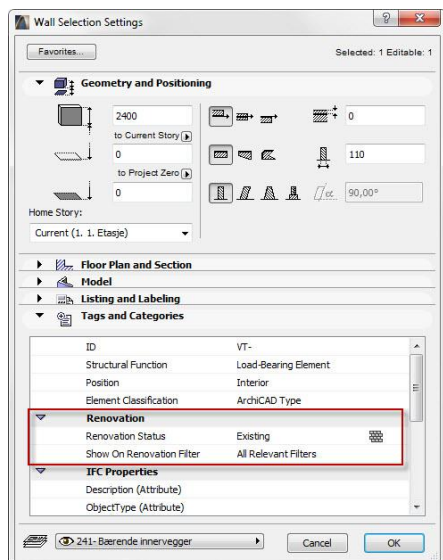 Wall Selection Settings
Favorites...
Selected: 1 Editable: 1
Geometry and Positioning
2400
to Current Story
0
to Project Zero
0
0
110
α
90,00°
Home Story:
Current (1. 1. Etasje)
Floor Plan and Section
Model
Listing and Labeling
Tags and Categories
ID VT-
Structural Function Load-Bearing Element
Position Interior
Element Classification ArchiCAD Type
Renovation
Renovation Status Existing
Show On Renovation Filter All Relevant Filters
IFC Properties
Description (Attribute)
ObjectType (Attribute)
241- Bærende innervegger
Cancel
OK